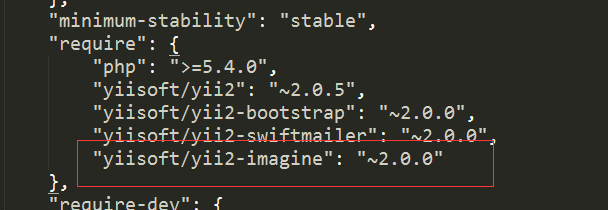 },
"minimum-stability": "stable",
"require": {
"php": ">=5.4.0",
"yiisoft/yii2": "~2.0.5",
"yiisoft/yii2-bootstrap": "~2.0.0",
"yiisoft/yii2-swiftmailer": "~2.0.0",
"yiisoft/yii2-imagine": "~2.0.0"
},
"require-dev": {